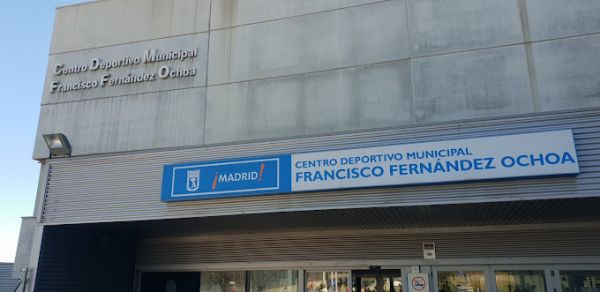 Centro Deportivo Municipal
Francisco Fernández Ochoa
¡MADRID!
CENTRO DEPORTIVO MUNICIPAL
FRANCISCO FERNÁNDEZ OCHOA